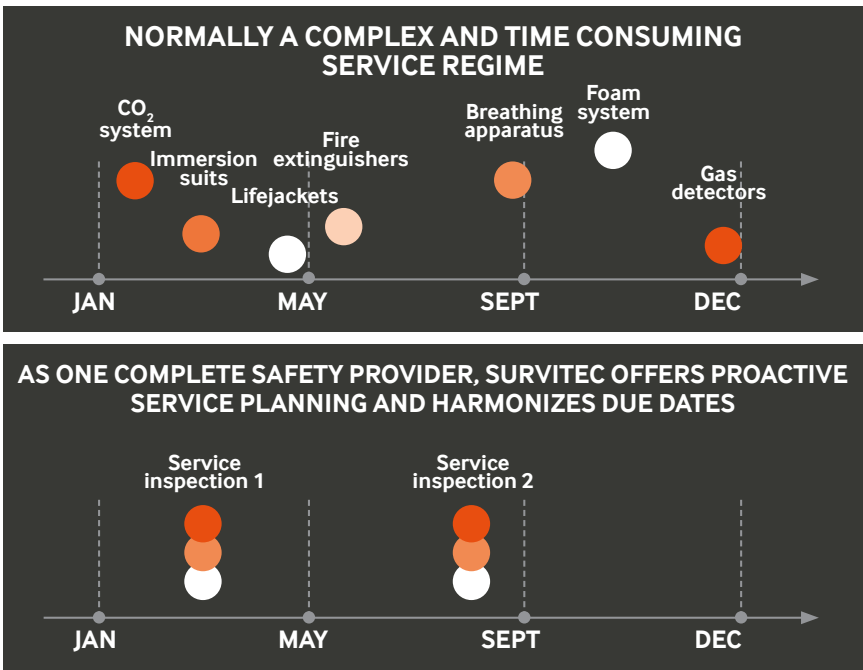 NORMALLY A COMPLEX AND TIME CONSUMING
SERVICE REGIME
CO₂
system
Immersion
suits
Lifejackets
Fire
extinguishers
Breathing
apparatus
Foam
system
Gas
detectors
JAN
MAY
SEPT
DEC
AS ONE COMPLETE SAFETY PROVIDER, SURVITEC OFFERS PROACTIVE
SERVICE PLANNING AND HARMONIZES DUE DATES
Service
inspection 1
Service
inspection 2
JAN
MAY
SEPT
DEC